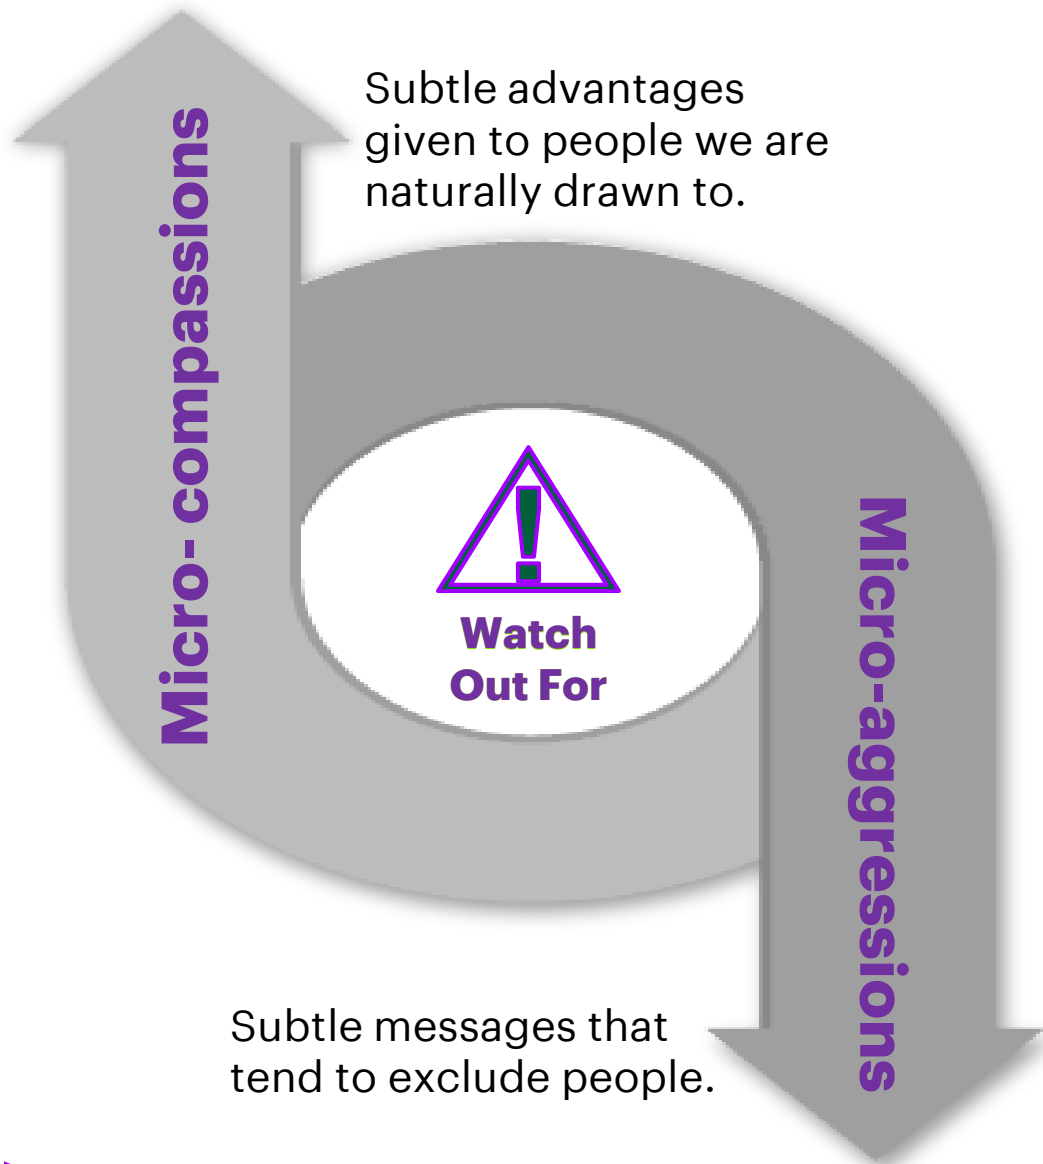 Subtle advantages
given to people we are
naturally drawn to.
Micro- compassions
Watch
Out For
Micro-aggressions
Subtle messages that
tend to exclude people.